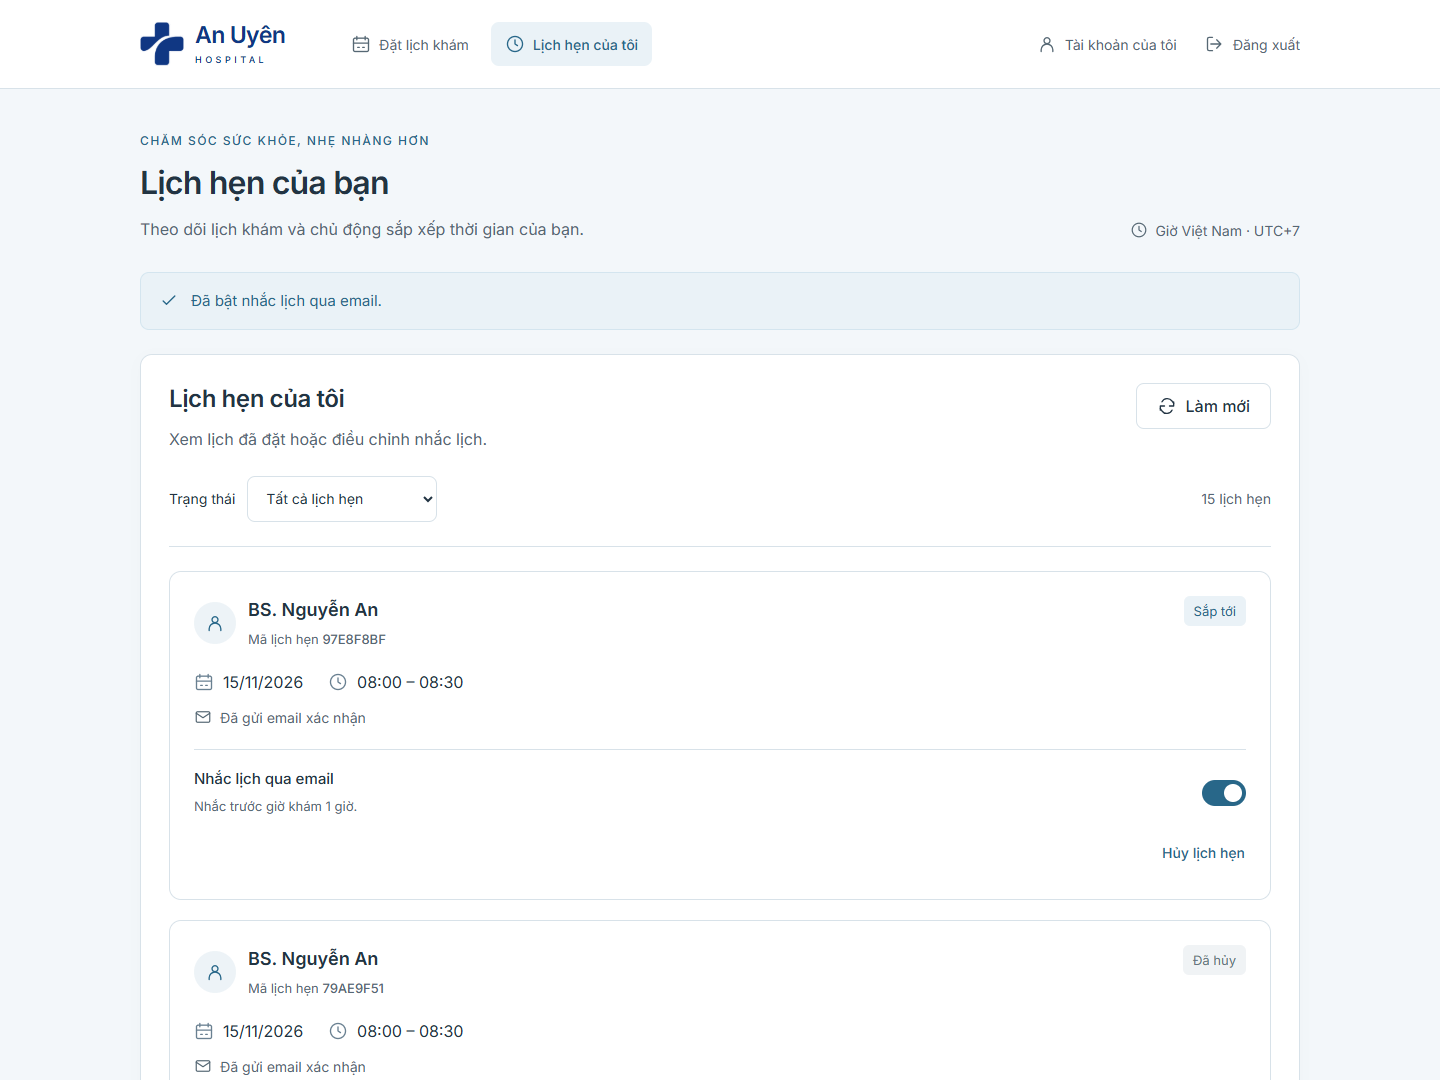 An Uyên
HOSPITAL
Đặt lịch khám
Lịch hẹn của tôi
Tài khoản của tôi
Đăng xuất
CHĂM SÓC SỨC KHỎE, NHẸ NHÀNG HƠN
Lịch hẹn của bạn
Theo dõi lịch khám và chủ động sắp xếp thời gian của bạn.
Giờ Việt Nam · UTC+7
Đã bật nhắc lịch qua email.
Lịch hẹn của tôi
Làm mới
Xem lịch đã đặt hoặc điều chỉnh nhắc lịch.
Trạng thái
Tất cả lịch hẹn
15 lịch hẹn
BS. Nguyễn An
Sắp tới
Mã lịch hẹn 97E8F8BF
15/11/2026
08:00 – 08:30
Đã gửi email xác nhận
Nhắc lịch qua email
Nhắc trước giờ khám 1 giờ.
Hủy lịch hẹn
BS. Nguyễn An
Đã hủy
Mã lịch hẹn 79AE9F51
15/11/2026
08:00 – 08:30
Đã gửi email xác nhận